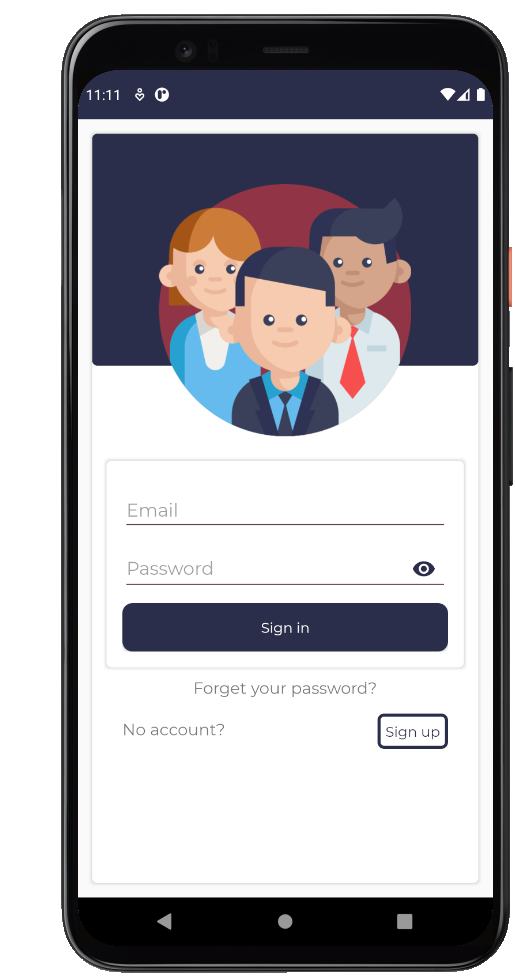 11:11
Email
Password
Sign in
Forget your password?
No account?
Sign up